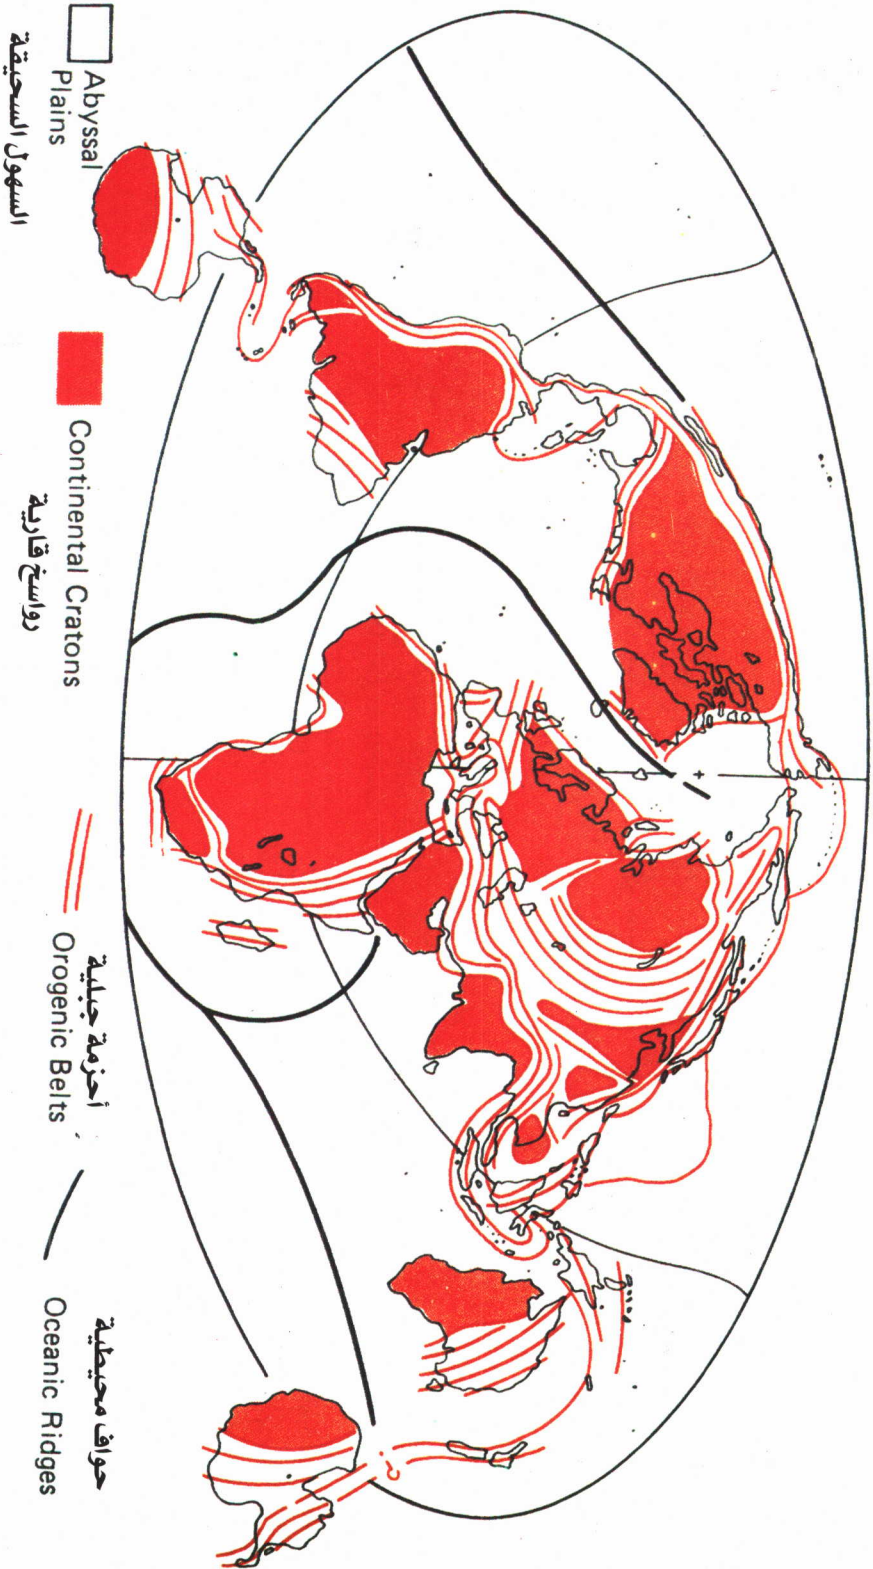 Abyssal
Plains
السهول السحيقة
Continental Cratons
رواسخ قارية
أحزمة جبلية
Orogenic Belts
حواف محيطية
Oceanic Ridges
?